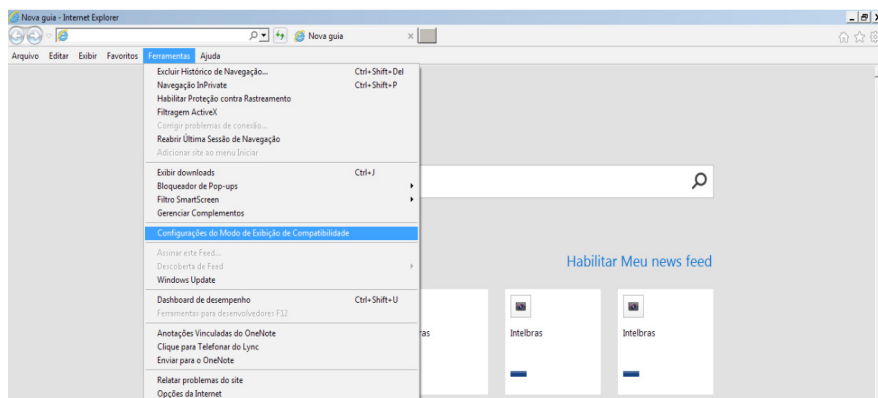 Nova guia - Internet Explorer
Nova guia
Arquivo Editar Exibir Favoritos Ferramentas Ajuda
Excluir Histórico de Navegação... Ctrl+Shift+Del
Navegação InPrivate Ctrl+Shift+P
Habilitar Proteção contra Rastreamento
Filtragem ActiveX
Corrigir problemas de conexão...
Reabrir Última Sessão de Navegação
Adicionar site ao menu Iniciar
Exibir downloads Ctrl+J
Bloqueador de Pop-ups
Filtro SmartScreen
Gerenciar Complementos
Configurações do Modo de Exibição de Compatibilidade
Assinar este Feed...
Descoberta de Feed
Windows Update
Dashboard de desempenho Ctrl+Shift+U
Ferramentas para desenvolvedores F12
Anotações Vinculadas do OneNote
Clique para Telefonar do Lync
Enviar para o OneNote
Relatar problemas do site
Opções da Internet
Habilitar Meu news feed
ras Intelbras Intelbras